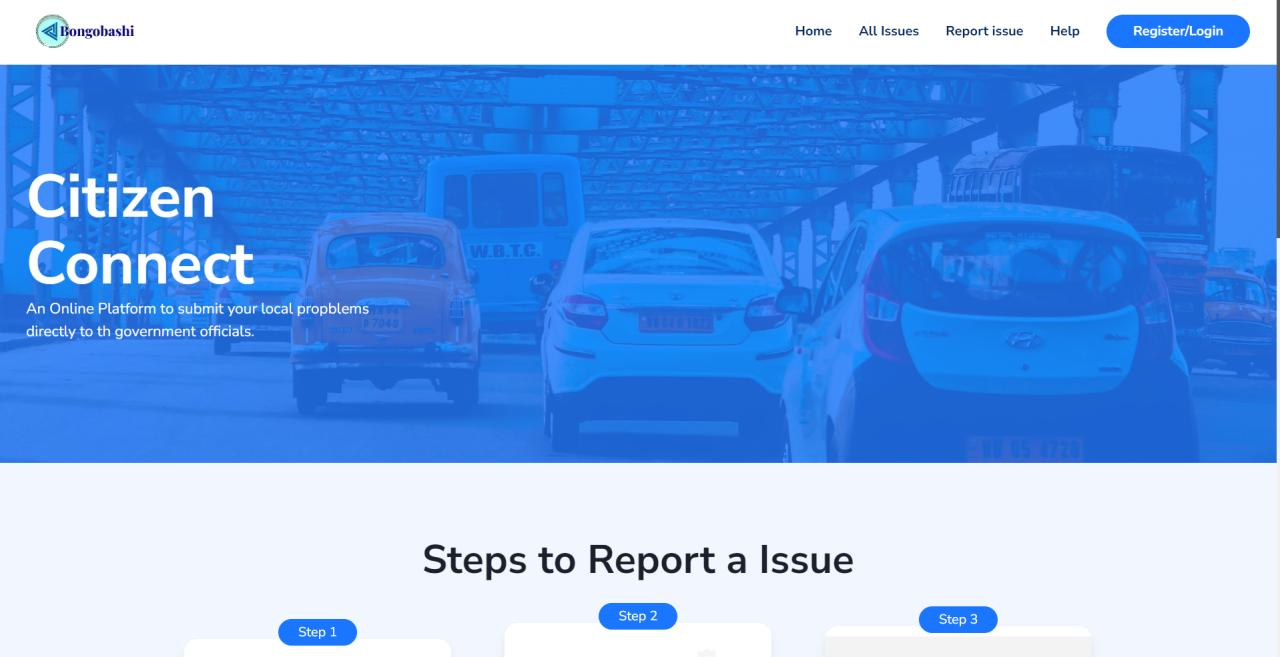 Bongobashi
Home All Issues Report issue Help Register/Login
Citizen
Connect
An Online Platform to submit your local propblems
directly to th government officials.
W.B.T.C.
Steps to Report a Issue
Step 1 Step 2 Step 3